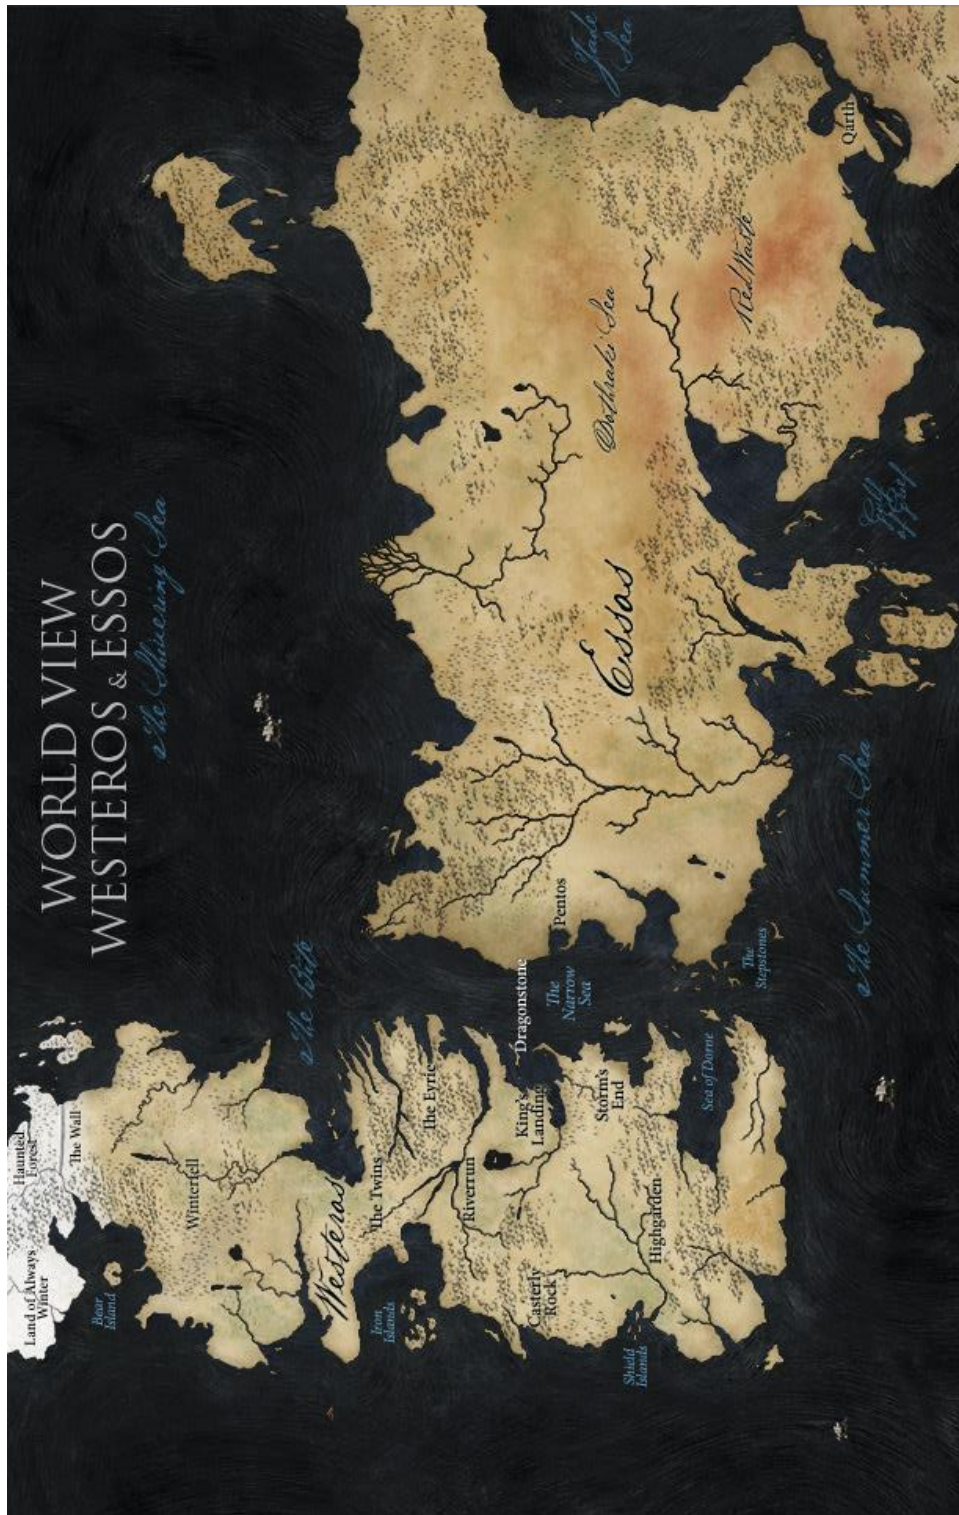 WORLD VIEW
WESTEROS & ESSOS
The Shivering Sea
Land of Always
Winter
Haunted
Forest
The Wall
Bear
Island
Winterfell
The Bite
Westeros
Iron
Islands
The Twins
The Eyrie
Riverrun
Casterly
Rock
King's
Landing
Dragonstone
The
Narrow
Sea
Pentos
Storm's
End
Highgarden
Shield
Islands
Sea of Dorne
The
Stepstones
The Summer Sea
Essos
Dothraki Sea
Red Waste
Gulf
of Grief
Qarth
Jade
Sea